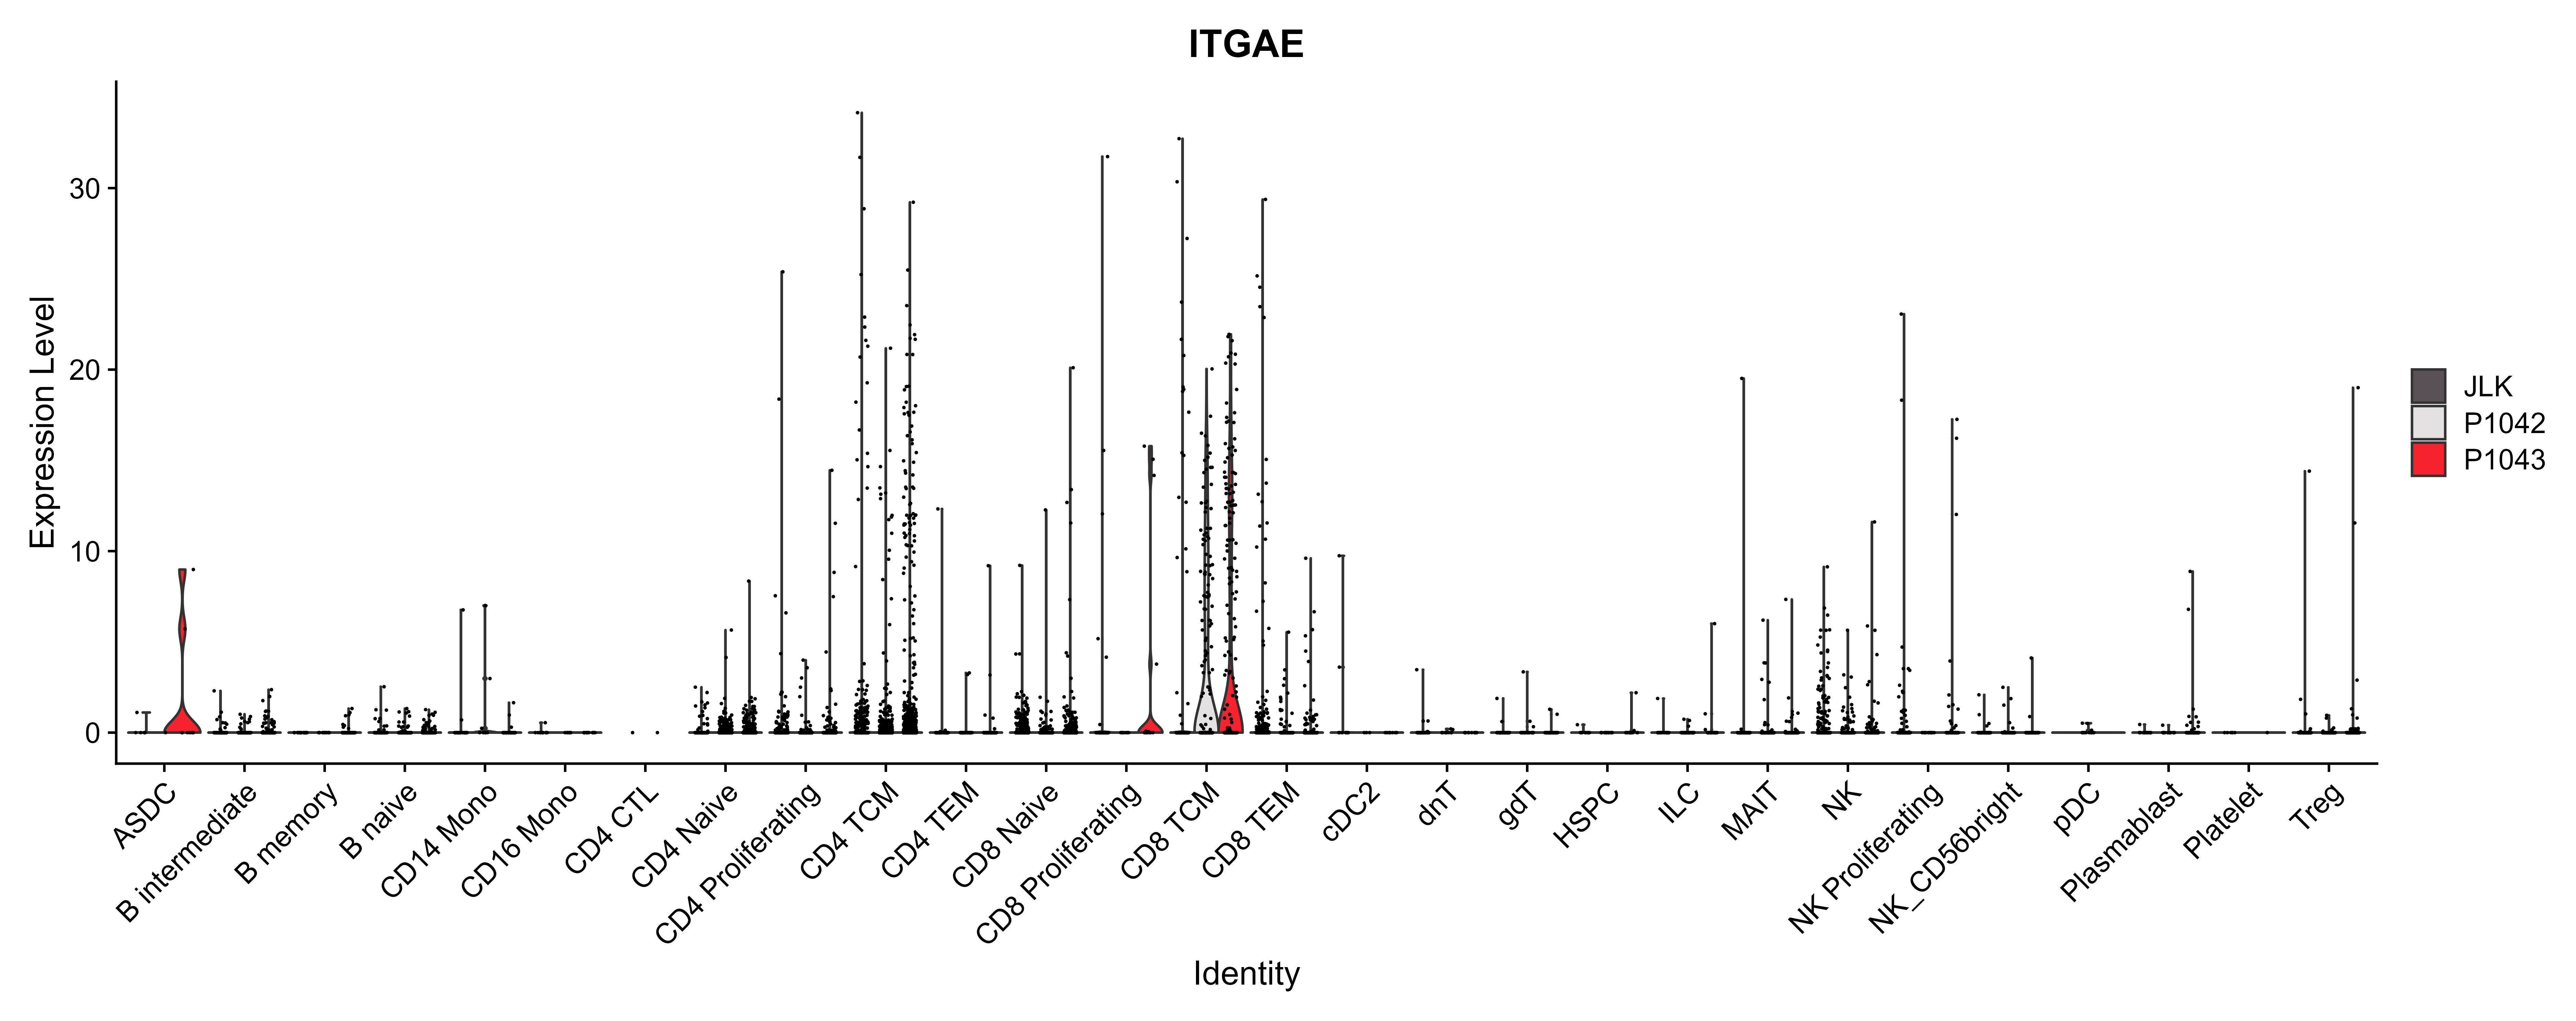 ITGAE
Expression Level
30
20
10
0
JLK
P1042
P1043
ASDC
B intermediate
B memory
B naive
CD14 Mono
CD16 Mono
CD4 CTL
CD4 Naive
CD4 Proliferating
CD4 TCM
CD4 TEM
CD8 Naive
CD8 Proliferating
CD8 TCM
CD8 TEM
cDC2
dnT
gdT
HSPC
ILC
MAIT
NK
NK Proliferating
NK_CD56bright
pDC
Plasmablast
Platelet
Treg
Identity